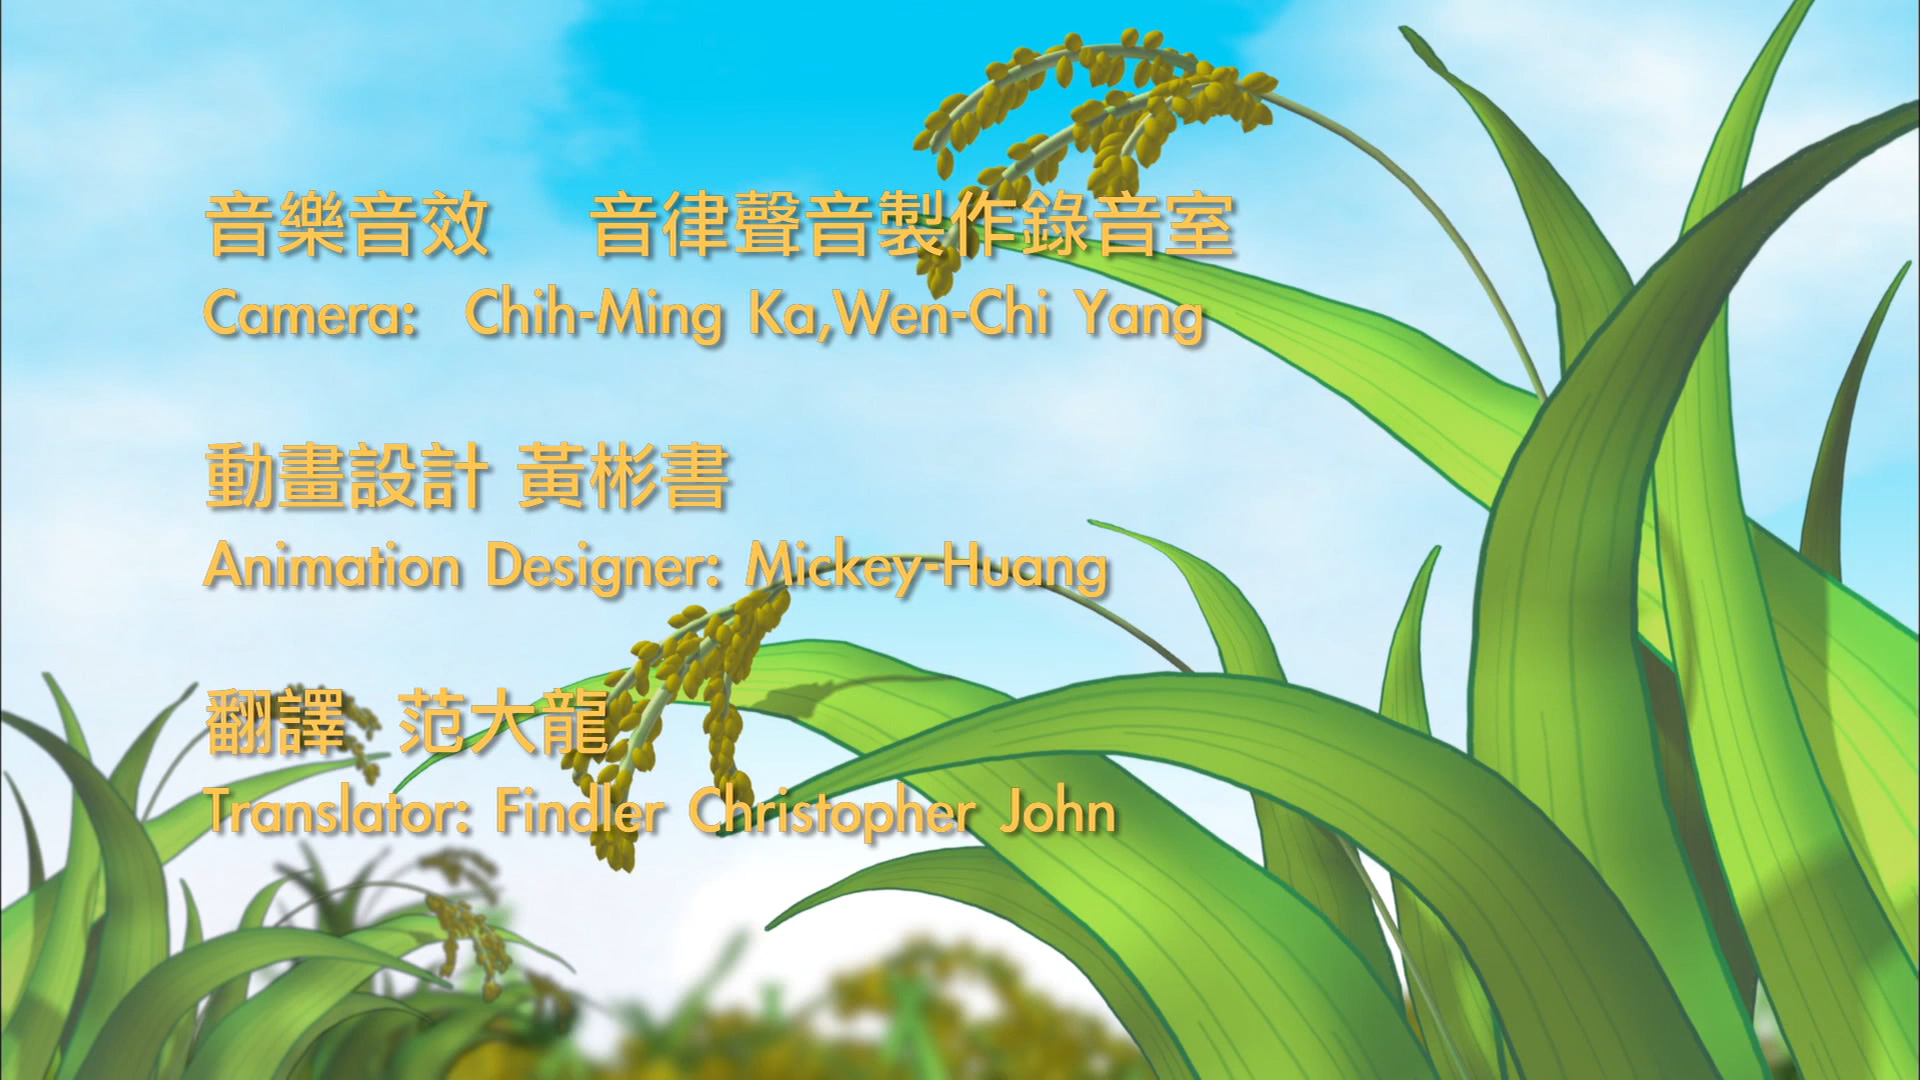 音樂音效 音律聲音製作錄音室
Camera: Chih-Ming Ka,Wen-Chi Yang
動畫設計 黃彬書
Animation Designer: Mickey-Huang
翻譯 范大龍
Translator: Findler Christopher John